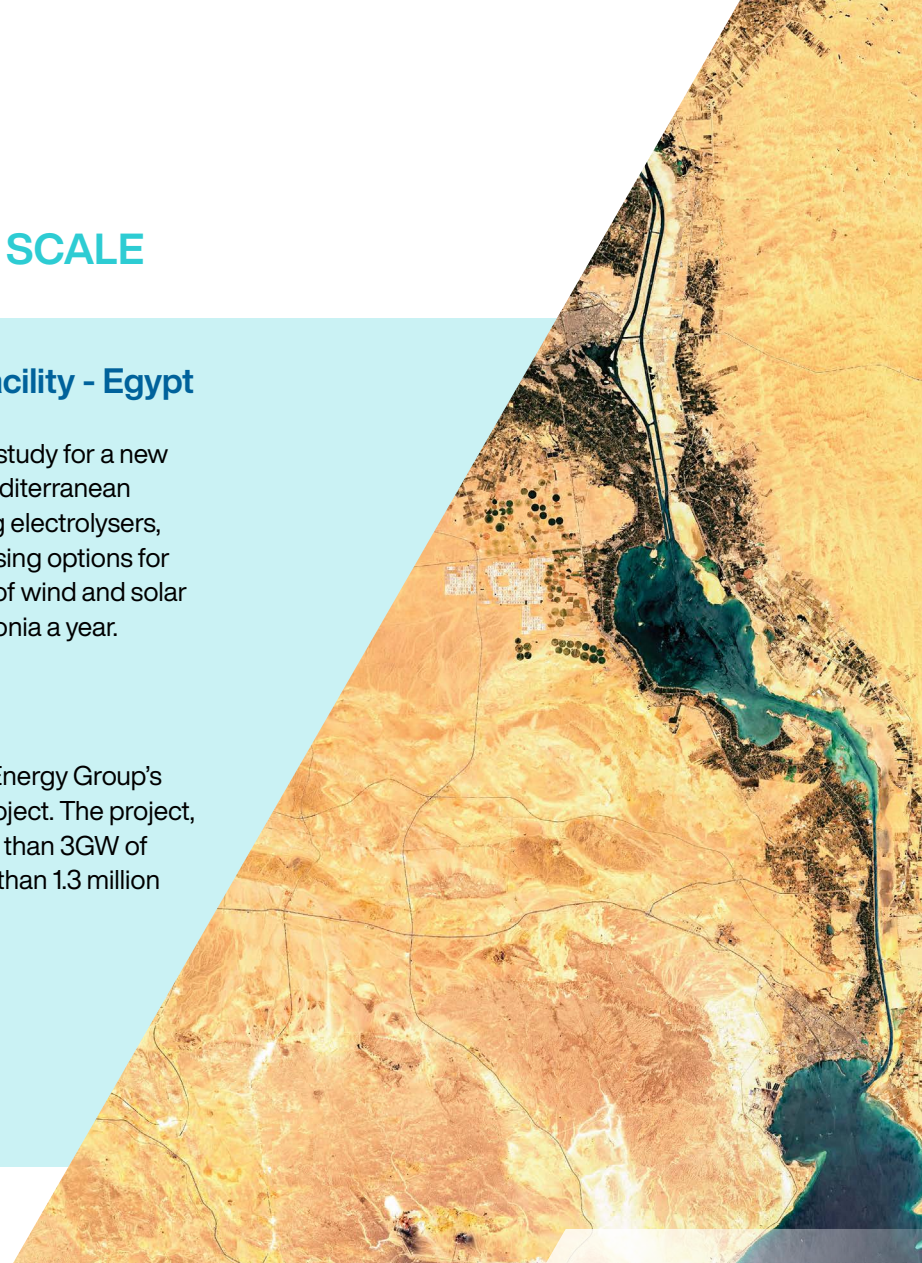 SCALE
cility - Egypt
study for a new
diterranean
g electrolysers,
sing options for
of wind and solar
onia a year.
Energy Group's
oject. The project,
than 3GW of
than 1.3 million